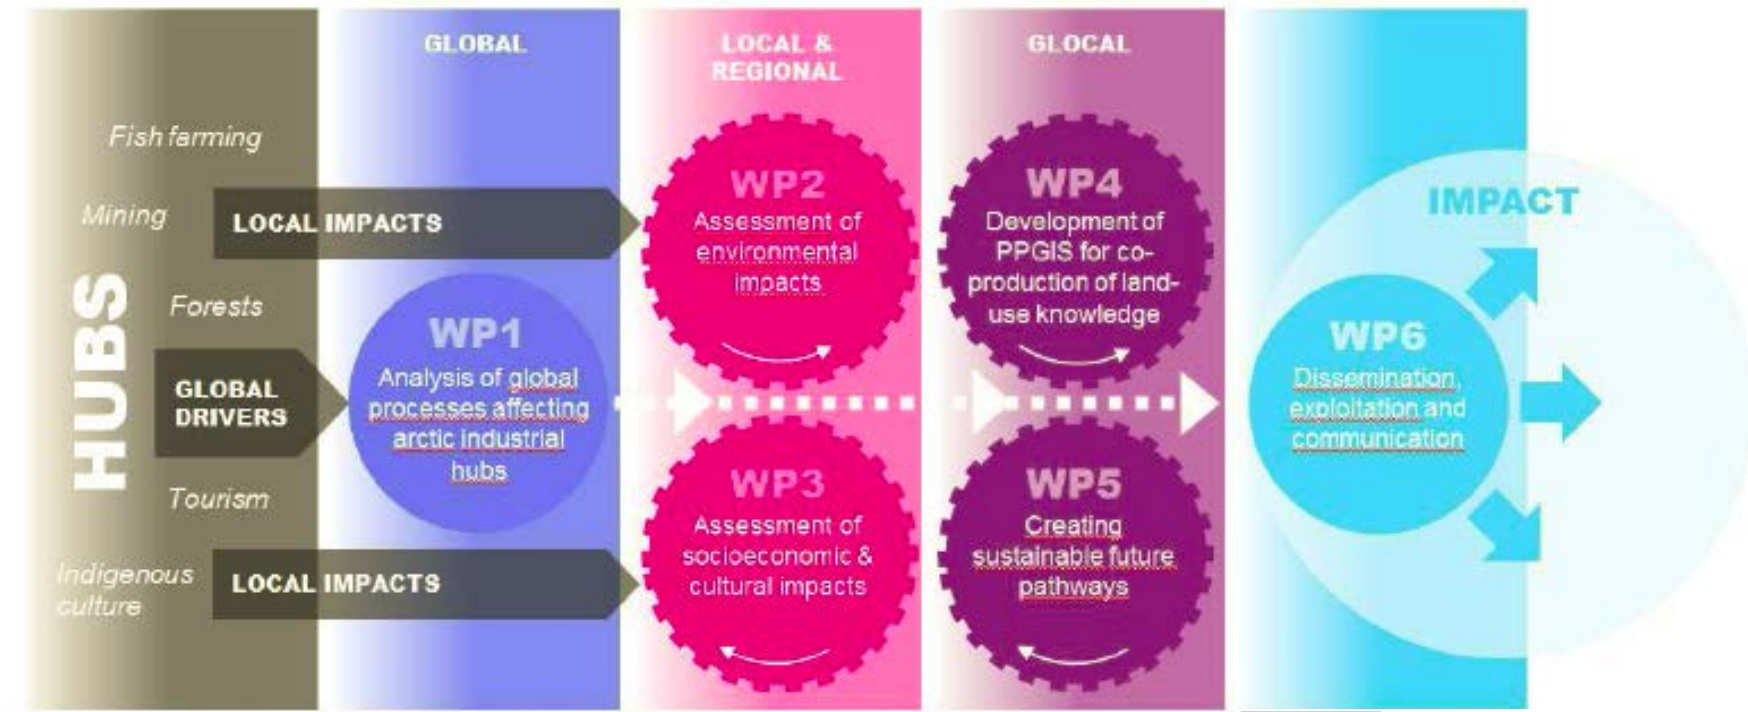 HUBS
Fish farming
Mining
LOCAL IMPACTS
Forests
GLOBAL
DRIVERS
Tourism
Indigenous
culture
LOCAL IMPACTS
GLOBAL
WP1
Analysis of global
processes affecting
arctic industrial
hubs
LOCAL &
REGIONAL
WP2
Assessment of
environmental
impacts
WP3
Assessment of
socioeconomic &
cultural impacts
GLOCAL
WP4
Development of
PPGIS for co-
production of land-
use knowledge
WP5
Creating
sustainable future
pathways
IMPACT
WP6
Dissemination,
exploitation and
communication